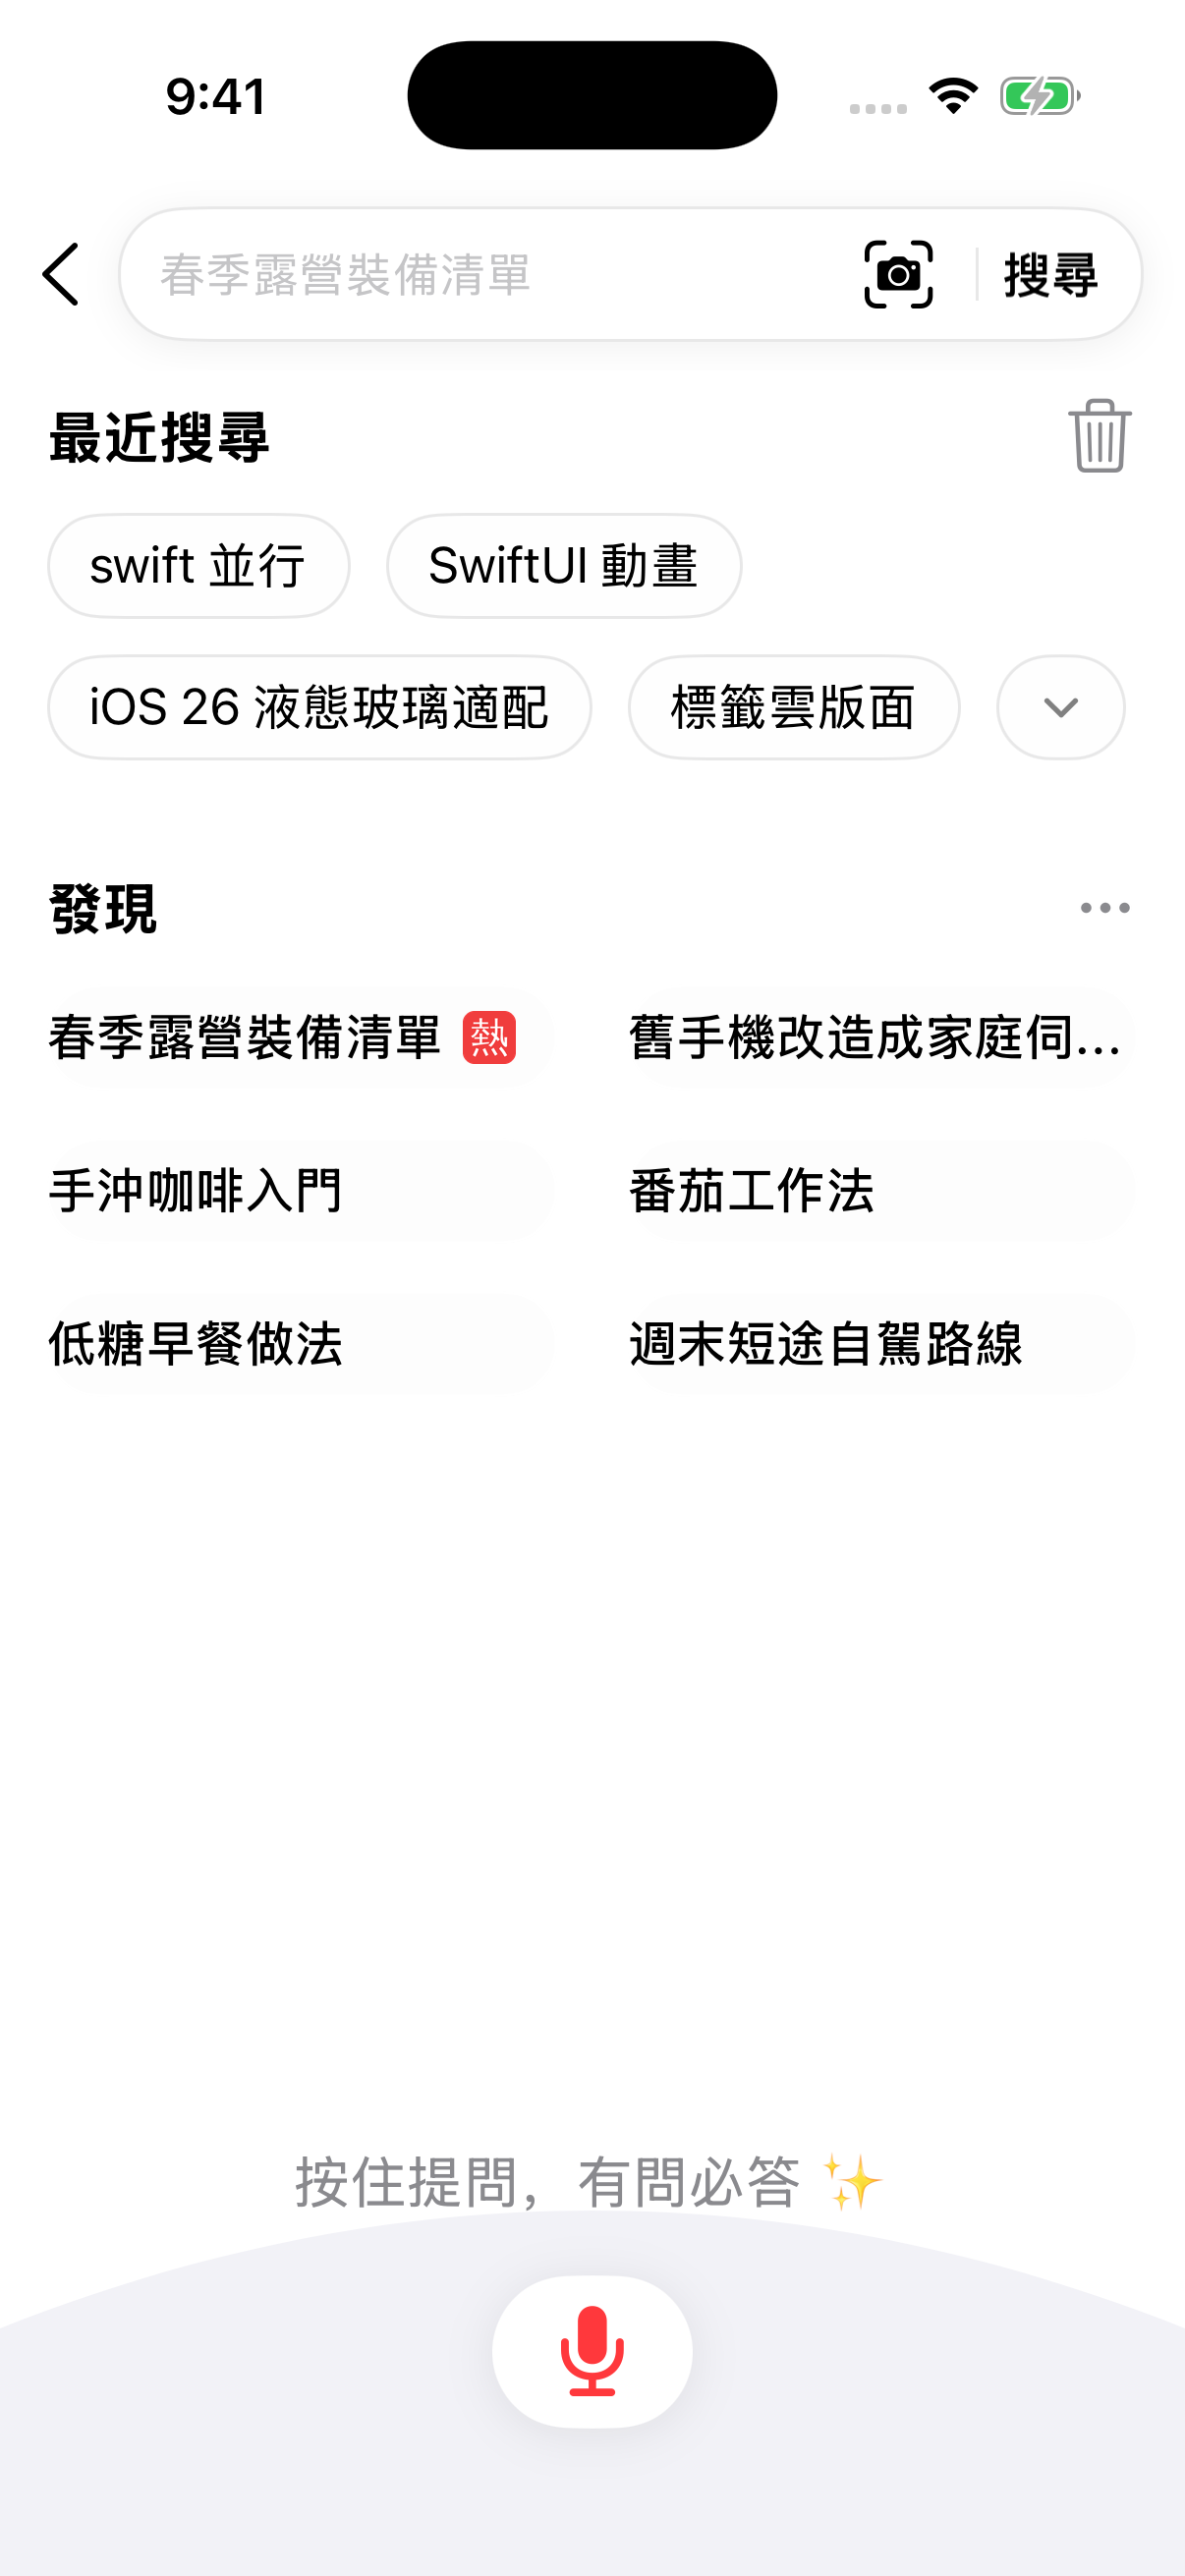 9:41
春季露營裝備清單 搜尋
最近搜尋
swift 並行 SwiftUI 動畫
iOS 26 液態玻璃適配 標籤雲版面
發現
春季露營裝備清單 熱 舊手機改造成家庭伺...
手沖咖啡入門 番茄工作法
低糖早餐做法 週末短途自駕路線
按住提問，有問必答 ✨